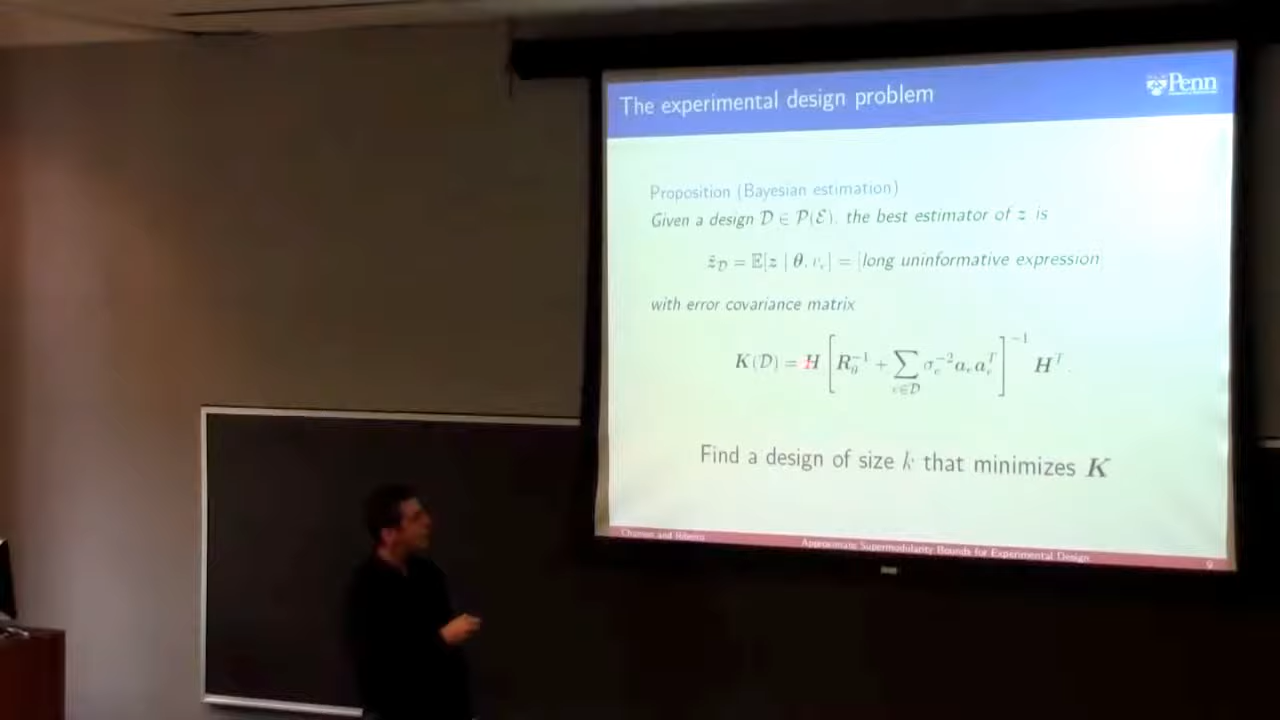 The experimental design problem
Penn
Proposition (Bayesian estimation)
Given a design 𝒟 ∈ 𝒫(ℰ), the best estimator of z is
ẑ_𝒟 = 𝔼[z | θ, y_e] = [long uninformative expression]
with error covariance matrix
K(𝒟) = H [ R_θ^{-1} + ∑_{e∈𝒟} σ_e^{-2} a_e a_e^T ]^{-1} H^T.
Find a design of size k that minimizes K
Chamon and Ribeiro
Approximate Supermodularity Bounds for Experimental Design
9